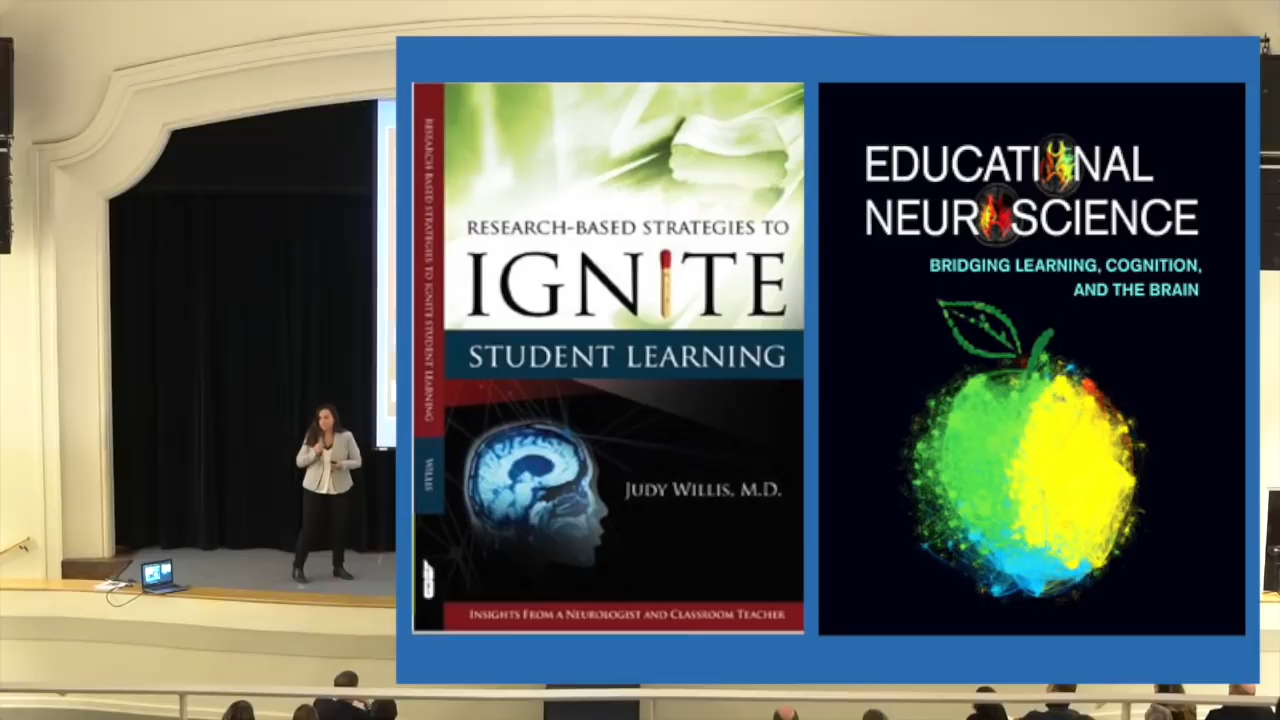 RESEARCH BASED STRATEGIES TO IGNITE STUDENT LEARNING
WILLIS
RESEARCH-BASED STRATEGIES TO
IGNITE
STUDENT LEARNING
JUDY WILLIS, M.D.
INSIGHTS FROM A NEUROLOGIST AND CLASSROOM TEACHER
EDUCATIONAL
NEUROSCIENCE
BRIDGING LEARNING, COGNITION,
AND THE BRAIN